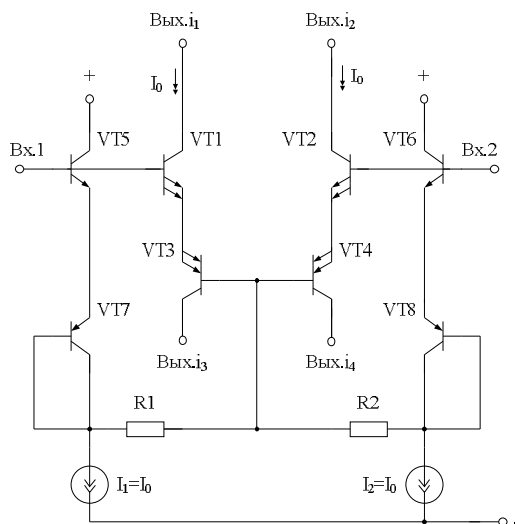 Вых.i₁
Вых.i₂
+
I₀
I₀
+
VT5
VT1
VT2
VT6
Вх.1
Вх.2
VT3
VT4
VT7
VT8
Вых.i₃
Вых.i₄
R1
R2
I₁=I₀
I₂=I₀
-